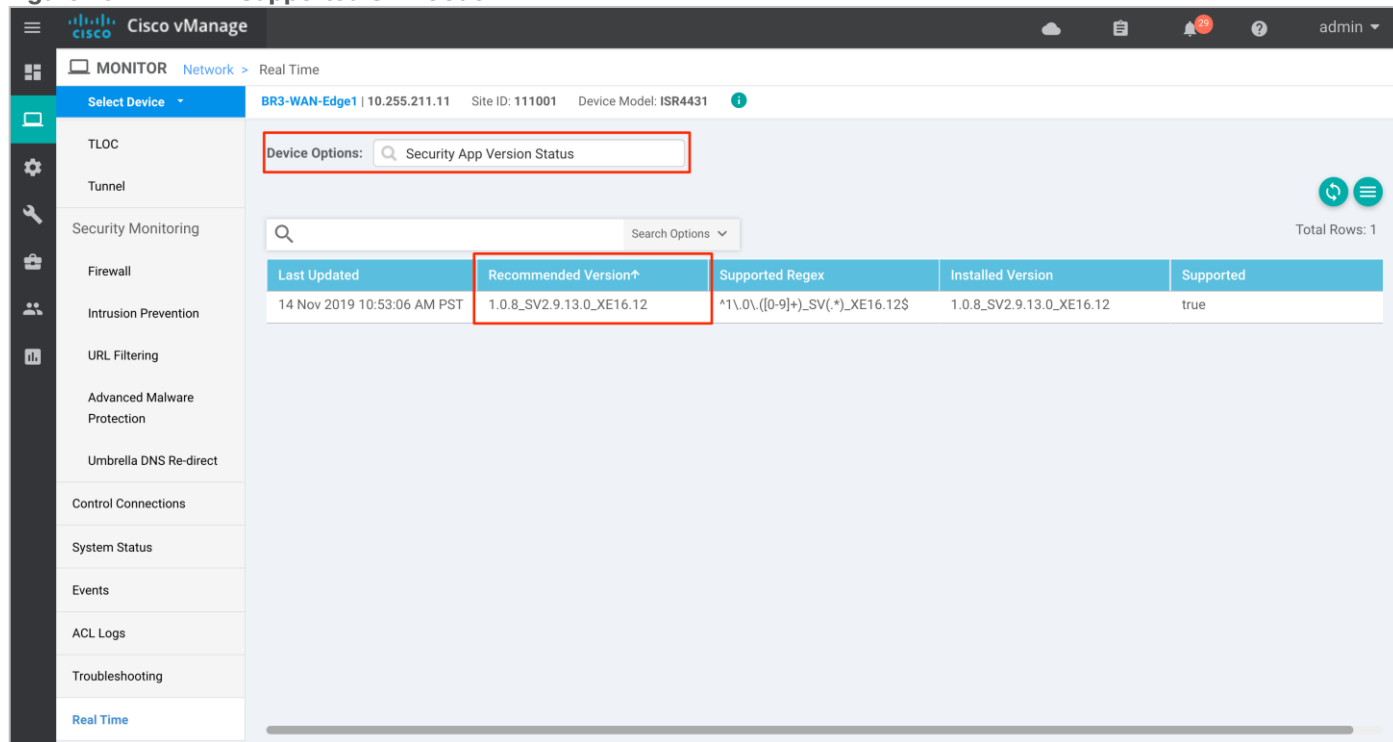 cisco Cisco vManage
29
admin
MONITOR Network > Real Time
Select Device
BR3-WAN-Edge1 | 10.255.211.11 Site ID: 111001 Device Model: ISR4431 i
TLOC
Tunnel
Security Monitoring
Firewall
Intrusion Prevention
URL Filtering
Advanced Malware
Protection
Umbrella DNS Re-direct
Control Connections
System Status
Events
ACL Logs
Troubleshooting
Real Time
Device Options: Security App Version Status
Search Options
Total Rows: 1
Last Updated Recommended Version↑ Supported Regex Installed Version Supported
14 Nov 2019 10:53:06 AM PST 1.0.8_SV2.9.13.0_XE16.12 ^1\.0\.([0-9]+)_SV(.*)_XE16.12$ 1.0.8_SV2.9.13.0_XE16.12 true